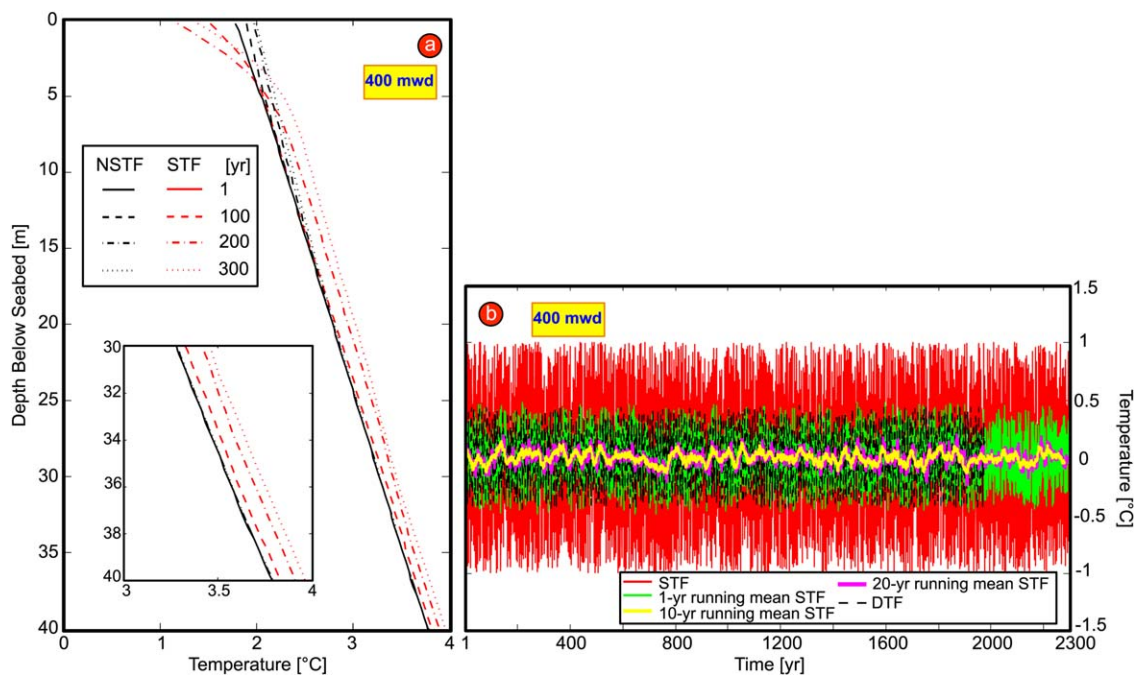 a
400 mwd
0
5
10
15
20
25
30
35
40
Depth Below Seabed [m]
NSTF STF [yr]
1
100
200
300
30
32
34
36
38
40
3 3.5 4
0 1 2 3 4
Temperature [°C]
b
400 mwd
1.5
1
0.5
0
-0.5
-1
-1.5
Temperature [°C]
STF
1-yr running mean STF
10-yr running mean STF
20-yr running mean STF
DTF
1 400 800 1200 1600 2000 2300
Time [yr]